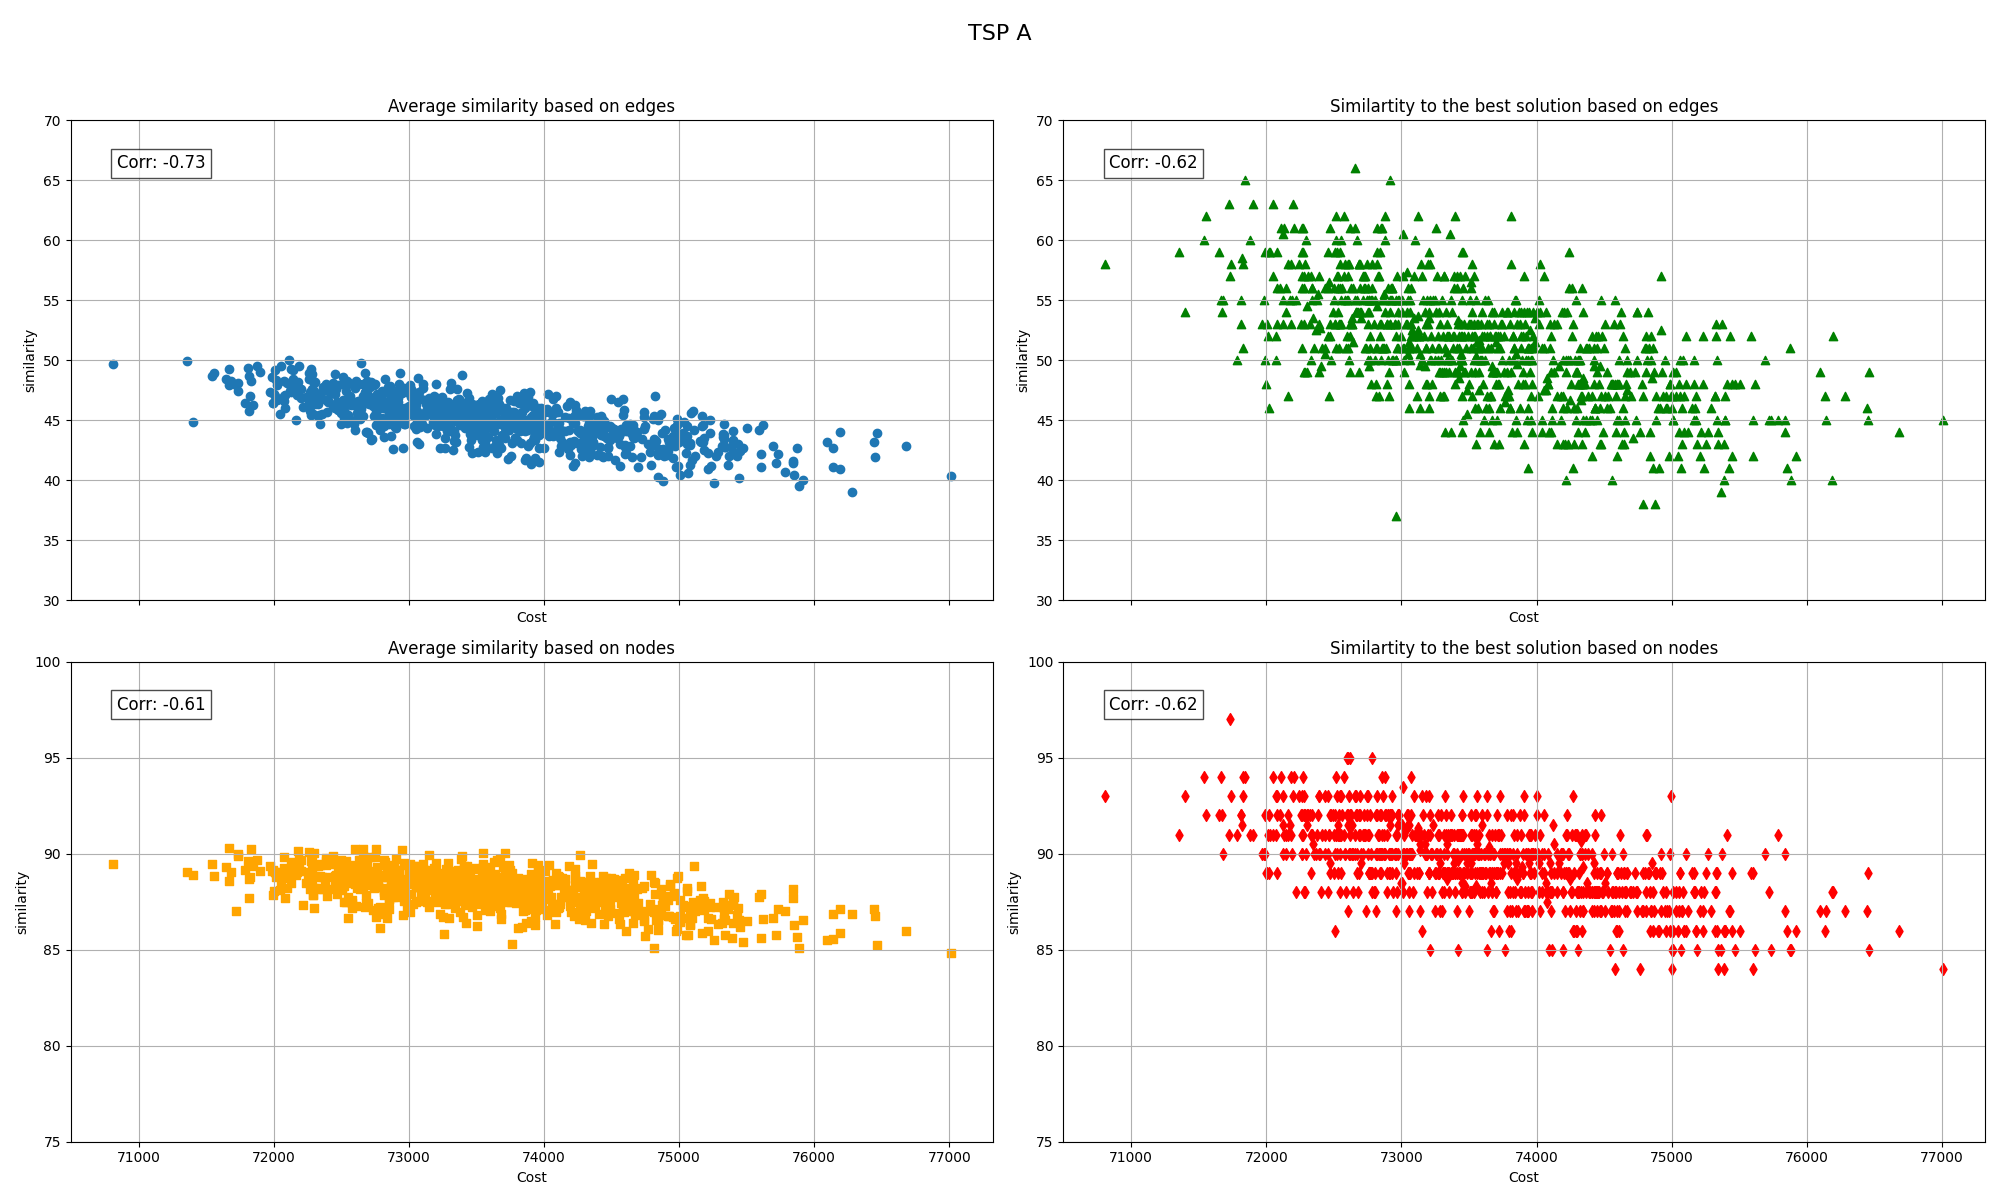 TSP A
Average similarity based on edges
Similartity to the best solution based on edges
70
65
60
55
50
45
40
35
30
similarity
Corr: -0.73
Cost
70
65
60
55
50
45
40
35
30
similarity
Corr: -0.62
Cost
Average similarity based on nodes
Similartity to the best solution based on nodes
100
95
90
85
80
75
similarity
Corr: -0.61
71000 72000 73000 74000 75000 76000 77000
Cost
100
95
90
85
80
75
similarity
Corr: -0.62
71000 72000 73000 74000 75000 76000 77000
Cost